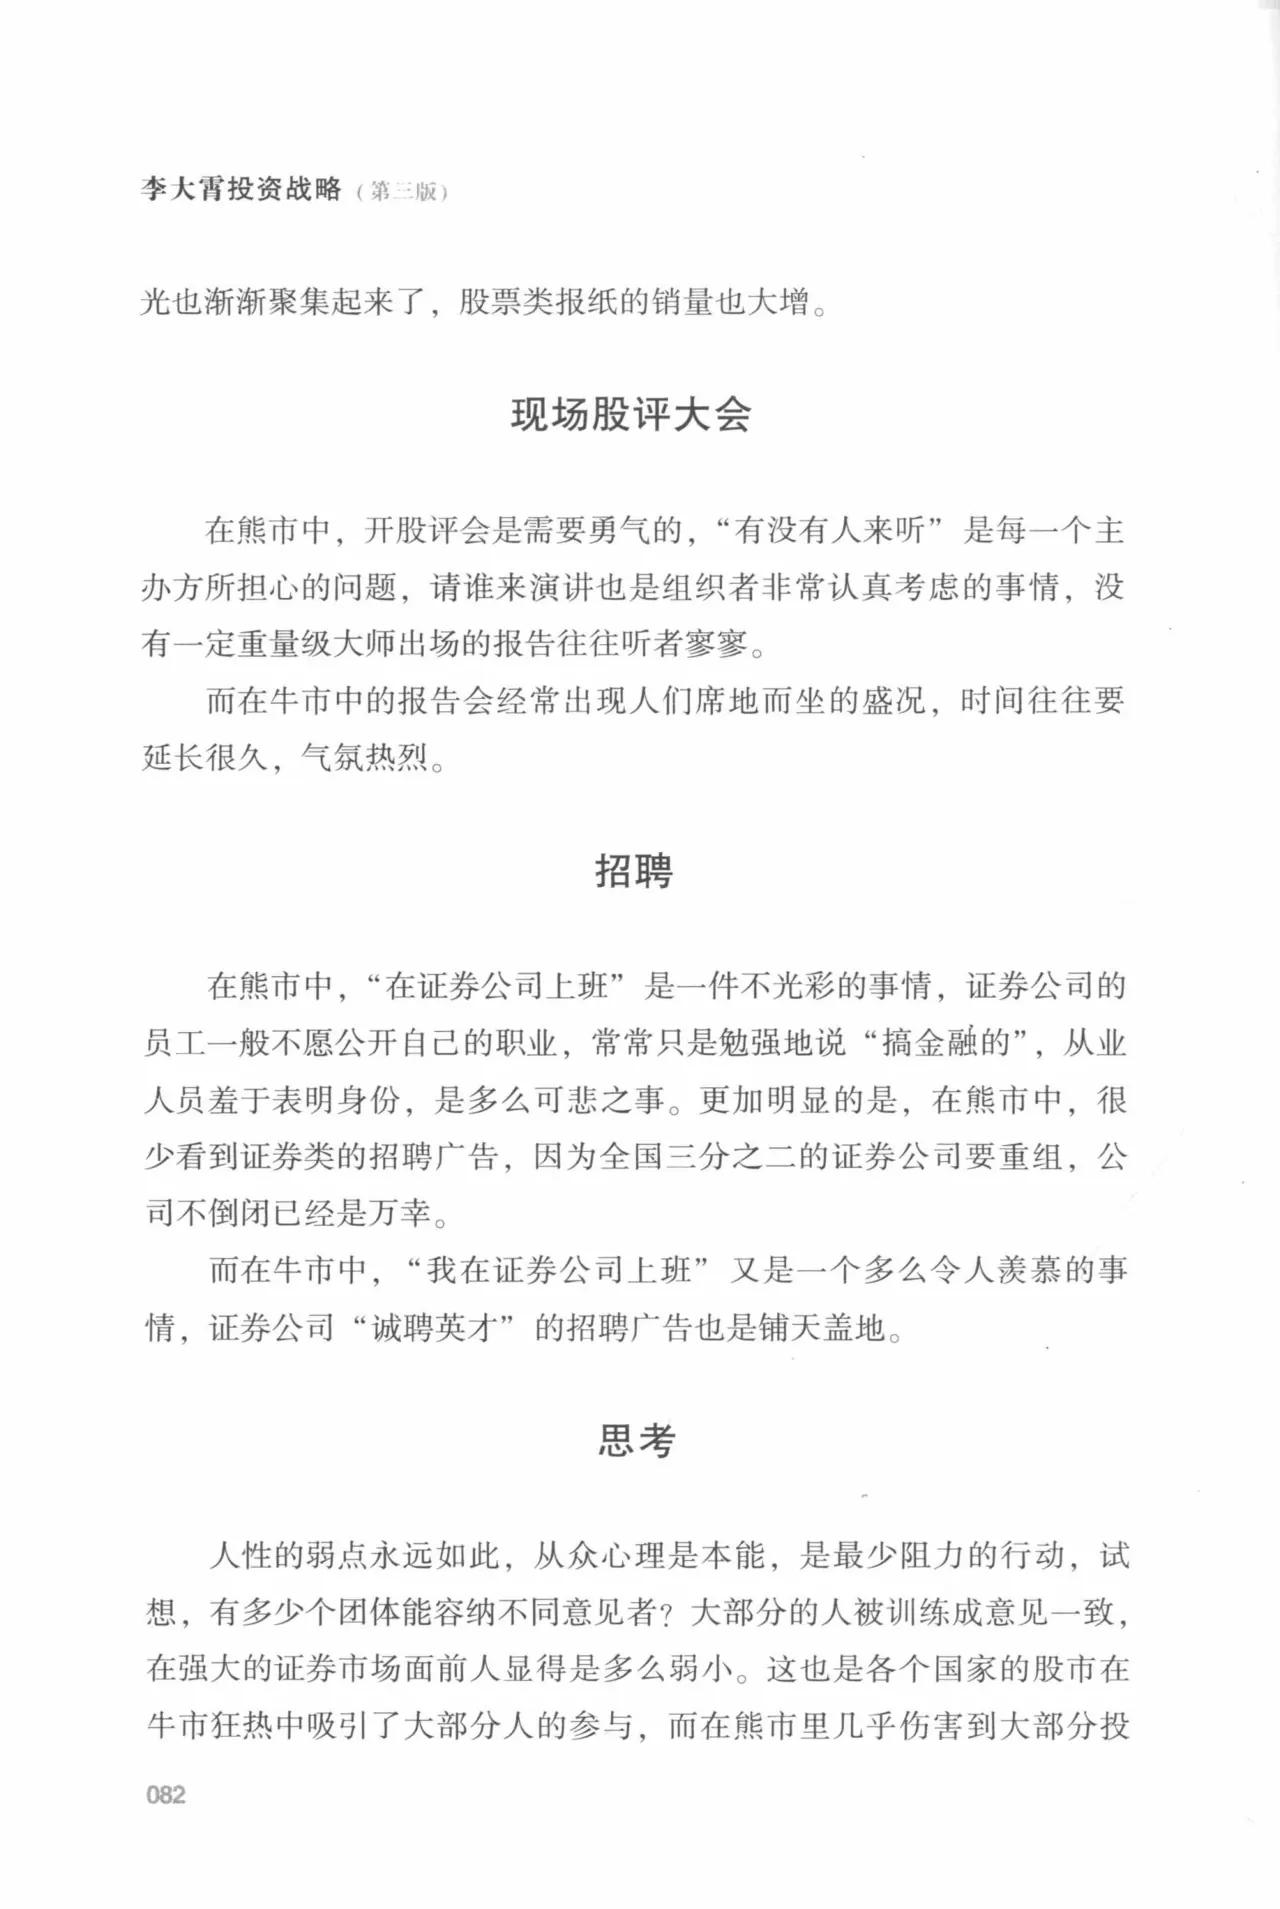 李大霄投资战略（第三版）
光也渐渐聚集起来了，股票类报纸的销量也大增。
现场股评大会
在熊市中，开股评会是需要勇气的，“有没有人来听”是每一个主
办方所担心的问题，请谁来演讲也是组织者非常认真考虑的事情，没
有一定重量级大师出场的报告往往听者寥寥。
而在牛市中的报告会经常出现人们席地而坐的盛况，时间往往要
延长很久，气氛热烈。
招聘
在熊市中，“在证券公司上班”是一件不光彩的事情，证券公司的
员工一般不愿公开自己的职业，常常只是勉强地说“搞金融的”，从业
人员羞于表明身份，是多么可悲之事。更加明显的是，在熊市中，很
少看到证券类的招聘广告，因为全国三分之二的证券公司要重组，公
司不倒闭已经是万幸。
而在牛市中，“我在证券公司上班”又是一个多么令人羡慕的事
情，证券公司“诚聘英才”的招聘广告也是铺天盖地。
思考
人性的弱点永远如此，从众心理是本能，是最少阻力的行动，试
想，有多少个团体能容纳不同意见者？大部分的人被训练成意见一致，
在强大的证券市场面前人显得是多么弱小。这也是各个国家的股市在
牛市狂热中吸引了大部分人的参与，而在熊市里几乎伤害到大部分投
082